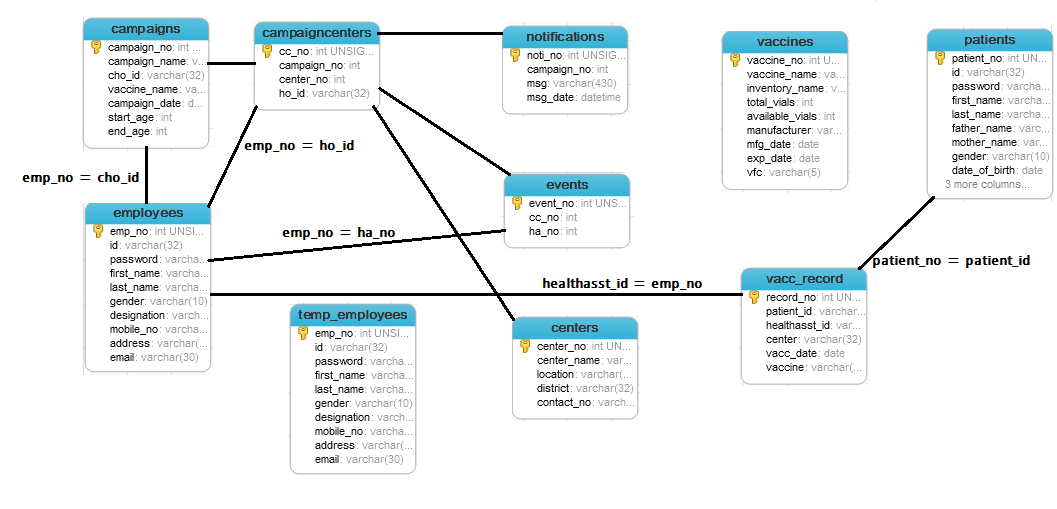 campaigns
campaign_no: int ...
campaign_name: v...
cho_id: varchar(32)
vaccine_name: va...
campaign_date: d...
start_age: int
end_age: int
campaigncenters
cc_no: int UNSIG...
campaign_no: int
center_no: int
ho_id: varchar(32)
notifications
noti_no: int UNSIG...
campaign_no: int
msg: varchar(430)
msg_date: datetime
vaccines
vaccine_no: int U...
vaccine_name: va...
inventory_name: v...
total_vials: int
available_vials: int
manufacturer: var...
mfg_date: date
exp_date: date
vfc: varchar(5)
patients
patient_no: int UN...
id: varchar(32)
password: varchar...
first_name: varcha...
last_name: varcha...
father_name: varc...
mother_name: var...
gender: varchar(10)
date_of_birth: date
3 more columns...
emp_no = cho_id
emp_no = ho_id
employees
emp_no: int UNSI...
id: varchar(32)
password: varcha...
first_name: varcha...
last_name: varcha...
gender: varchar(10)
designation: varch...
mobile_no: varcha...
address: varchar(...
email: varchar(30)
emp_no = ha_no
events
event_no: int UNS...
cc_no: int
ha_no: int
patient_no = patient_id
healthasst_id = emp_no
temp_employees
emp_no: int UNSI...
id: varchar(32)
password: varcha...
first_name: varcha...
last_name: varcha...
gender: varchar(10)
designation: varch...
mobile_no: varcha...
address: varchar(...
email: varchar(30)
centers
center_no: int UN...
center_name: var...
location: varchar(...
district: varchar(32)
contact_no: varch...
vacc_record
record_no: int UN...
patient_id: varchar...
healthasst_id: var...
center: varchar(32)
vacc_date: date
vaccine: varchar(...